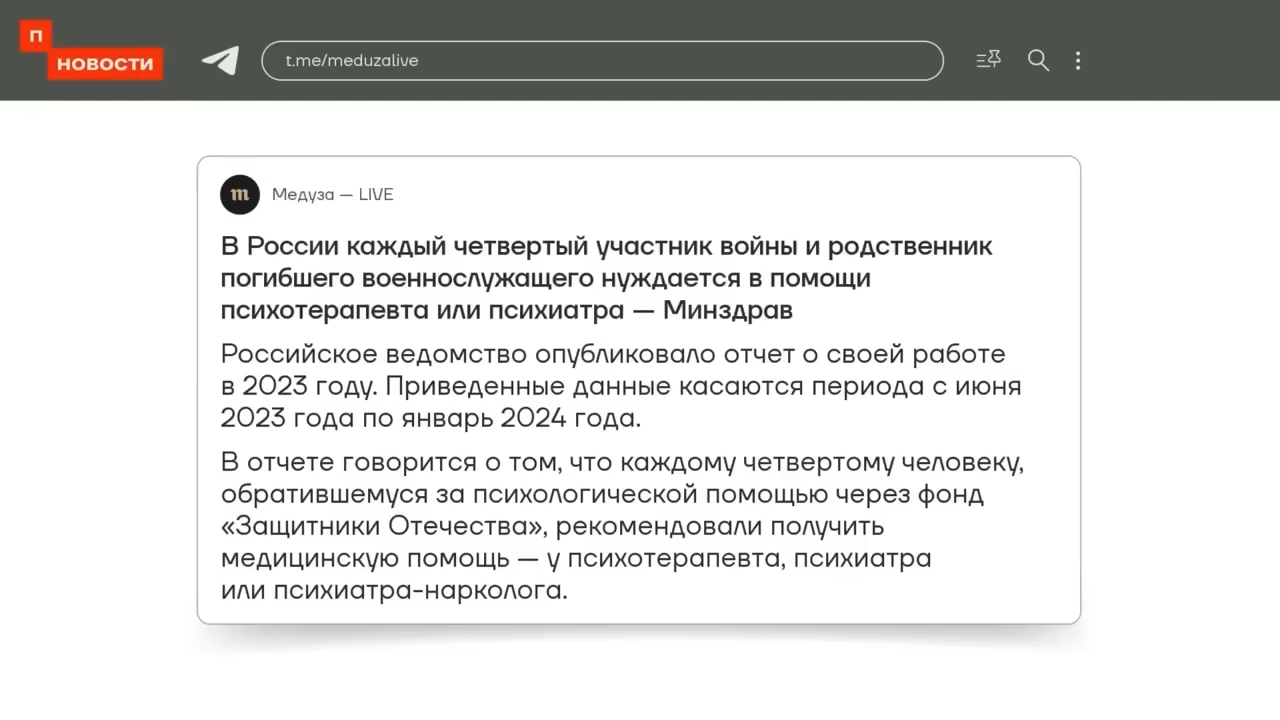 П
НОВОСТИ
t.me/meduzalive
m
Медуза — LIVE
В России каждый четвертый участник войны и родственник
погибшего военнослужащего нуждается в помощи
психотерапевта или психиатра — Минздрав
Российское ведомство опубликовало отчет о своей работе
в 2023 году. Приведенные данные касаются периода с июня
2023 года по январь 2024 года.
В отчете говорится о том, что каждому четвертому человеку,
обратившемуся за психологической помощью через фонд
«Защитники Отечества», рекомендовали получить
медицинскую помощь — у психотерапевта, психиатра
или психиатра-нарколога.